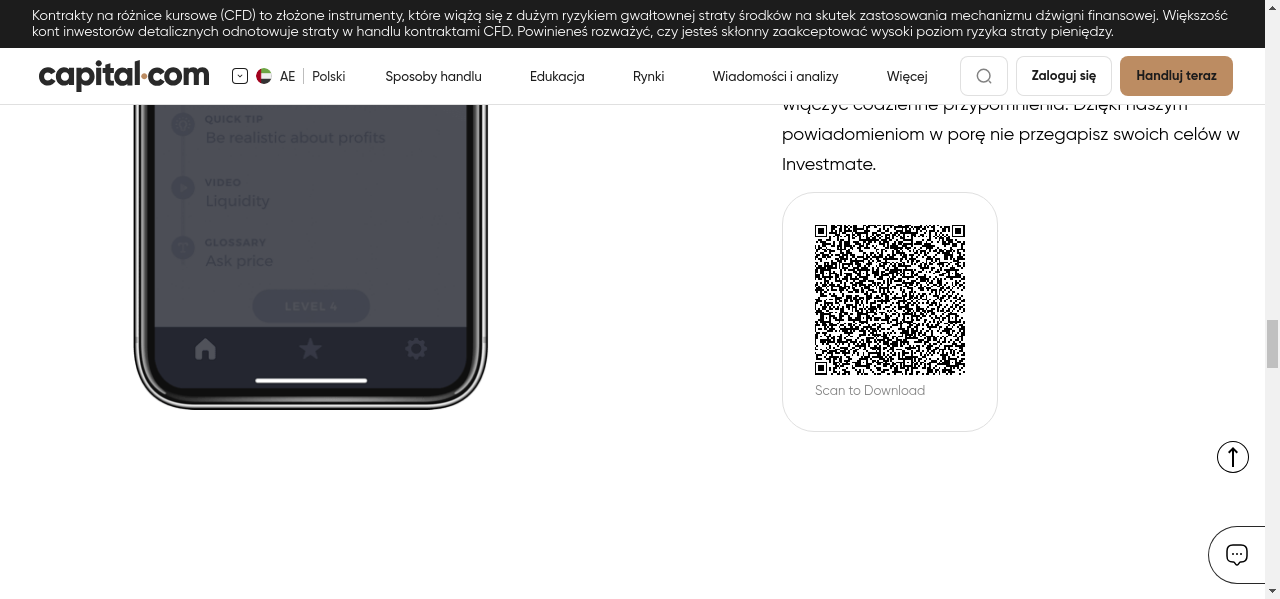 Kontrakty na różnice kursowe (CFD) to złożone instrumenty, które wiążą się z dużym ryzykiem gwałtownej straty środków na skutek zastosowania mechanizmu dźwigni finansowej. Większość
kont inwestorów detalicznych odnotowuje straty w handlu kontraktami CFD. Powinieneś rozważyć, czy jesteś skłonny zaakceptować wysoki poziom ryzyka straty pieniędzy.
capital.com AE Polski Sposoby handlu Edukacja Rynki Wiadomości i analizy Więcej Zaloguj się Handluj teraz
włączyć codzienne przypomnienia. Dzięki naszym
powiadomieniom w porę nie przegapisz swoich celów w
Investmate.
QUICK TIP
Be realistic about profits
VIDEO
Liquidity
GLOSSARY
Ask price
LEVEL 4
Scan to Download